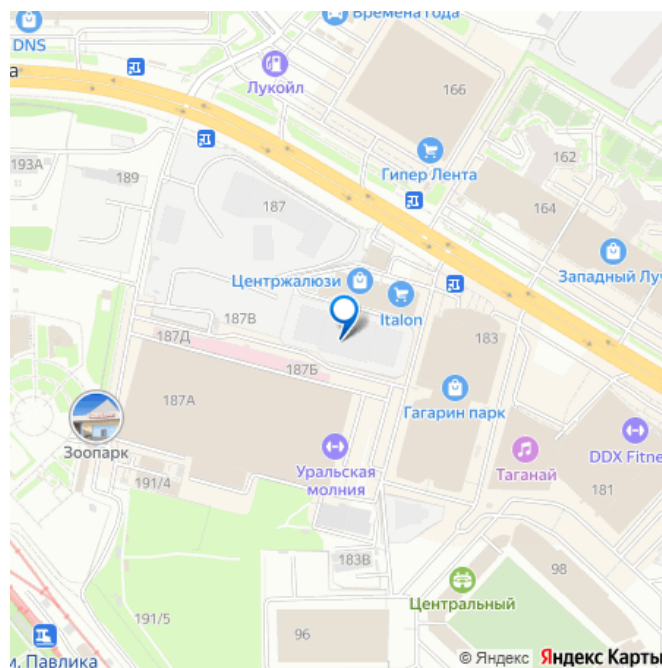 Времена года
DNS
а
Лукойл
166
Гипер Лента
193А
189
162
187
164
Западный Луч
Центржалюзи
Italon
187В
187Д
183
187Б
187А
Гагарин парк
Зоопарк
Уральская
молния
Таганай
DDX Fitne
181
191/4
183В
98
Центральный
191/5
96
м. Павлика
© Яндекс Яндекс Карты